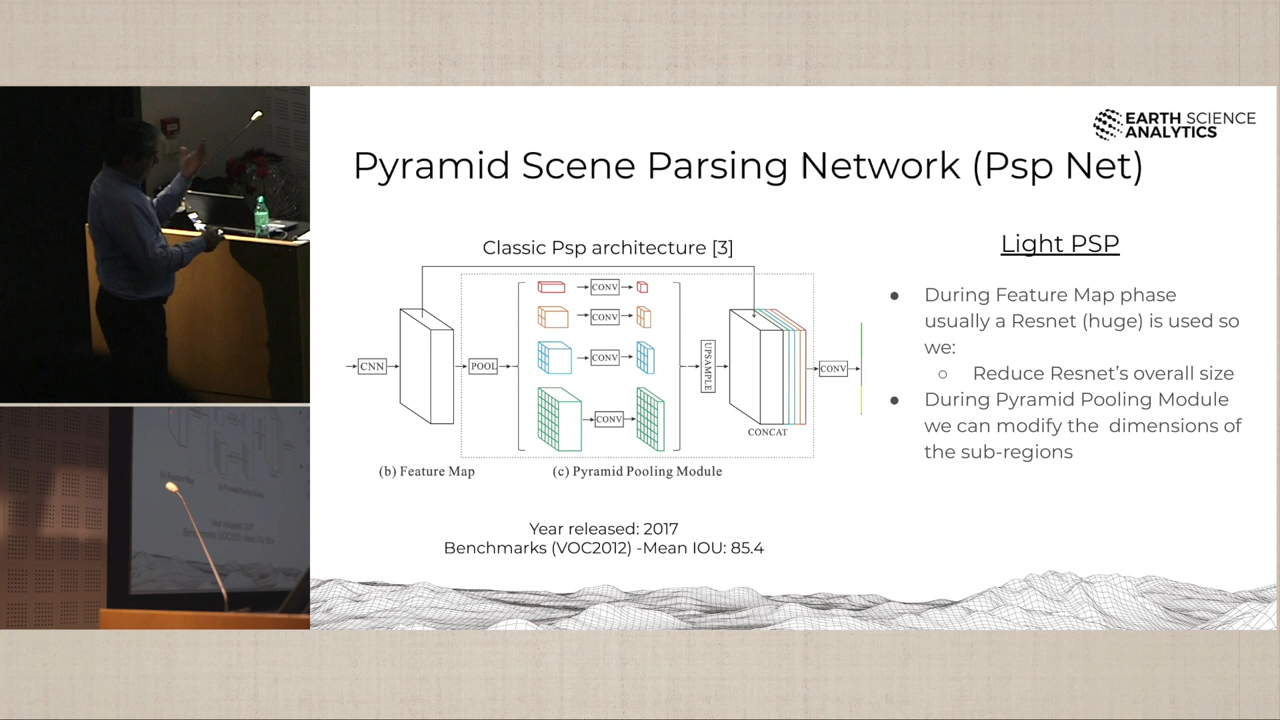 EARTH SCIENCE
ANALYTICS
Pyramid Scene Parsing Network (Psp Net)
Classic Psp architecture [3]
CNN
POOL
CONV
CONV
CONV
CONV
UPSAMPLE
CONCAT
CONV
(b) Feature Map
(c) Pyramid Pooling Module
Year released: 2017
Benchmarks (VOC2012) -Mean IOU: 85.4
Light PSP
● During Feature Map phase
usually a Resnet (huge) is used so
we:
○ Reduce Resnet's overall size
● During Pyramid Pooling Module
we can modify the dimensions of
the sub-regions